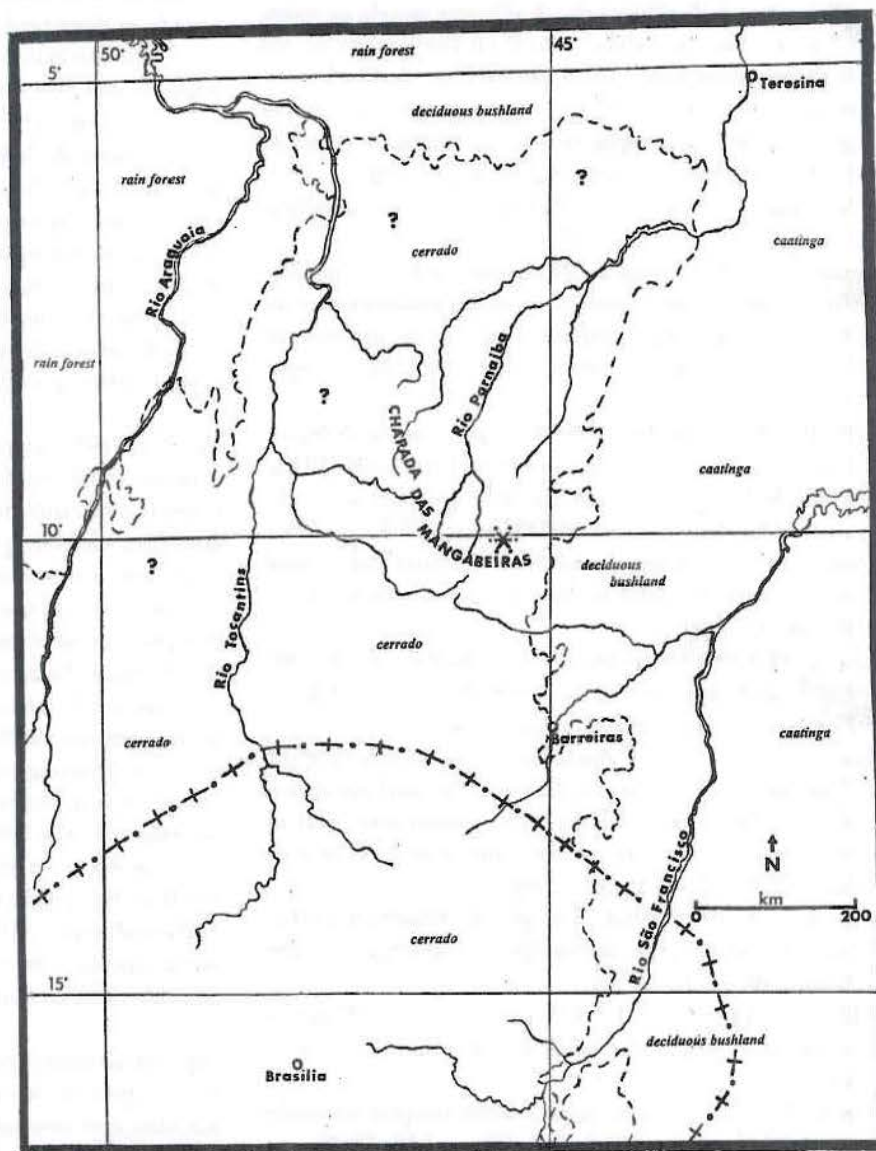 50°
45°
rain forest
5°
Teresina
deciduous bushland
rain forest
?
?
cerrado
caatinga
Rio Araguaia
rain forest
Rio Parnaiba
?
CHAPADA DAS MANGABEIRAS
caatinga
10°
?
deciduous
bushland
Rio Tocantins
cerrado
cerrado
Barreiras
caatinga
N
km
0 200
Rio São Francisco
cerrado
15°
deciduous bushland
Brasilia